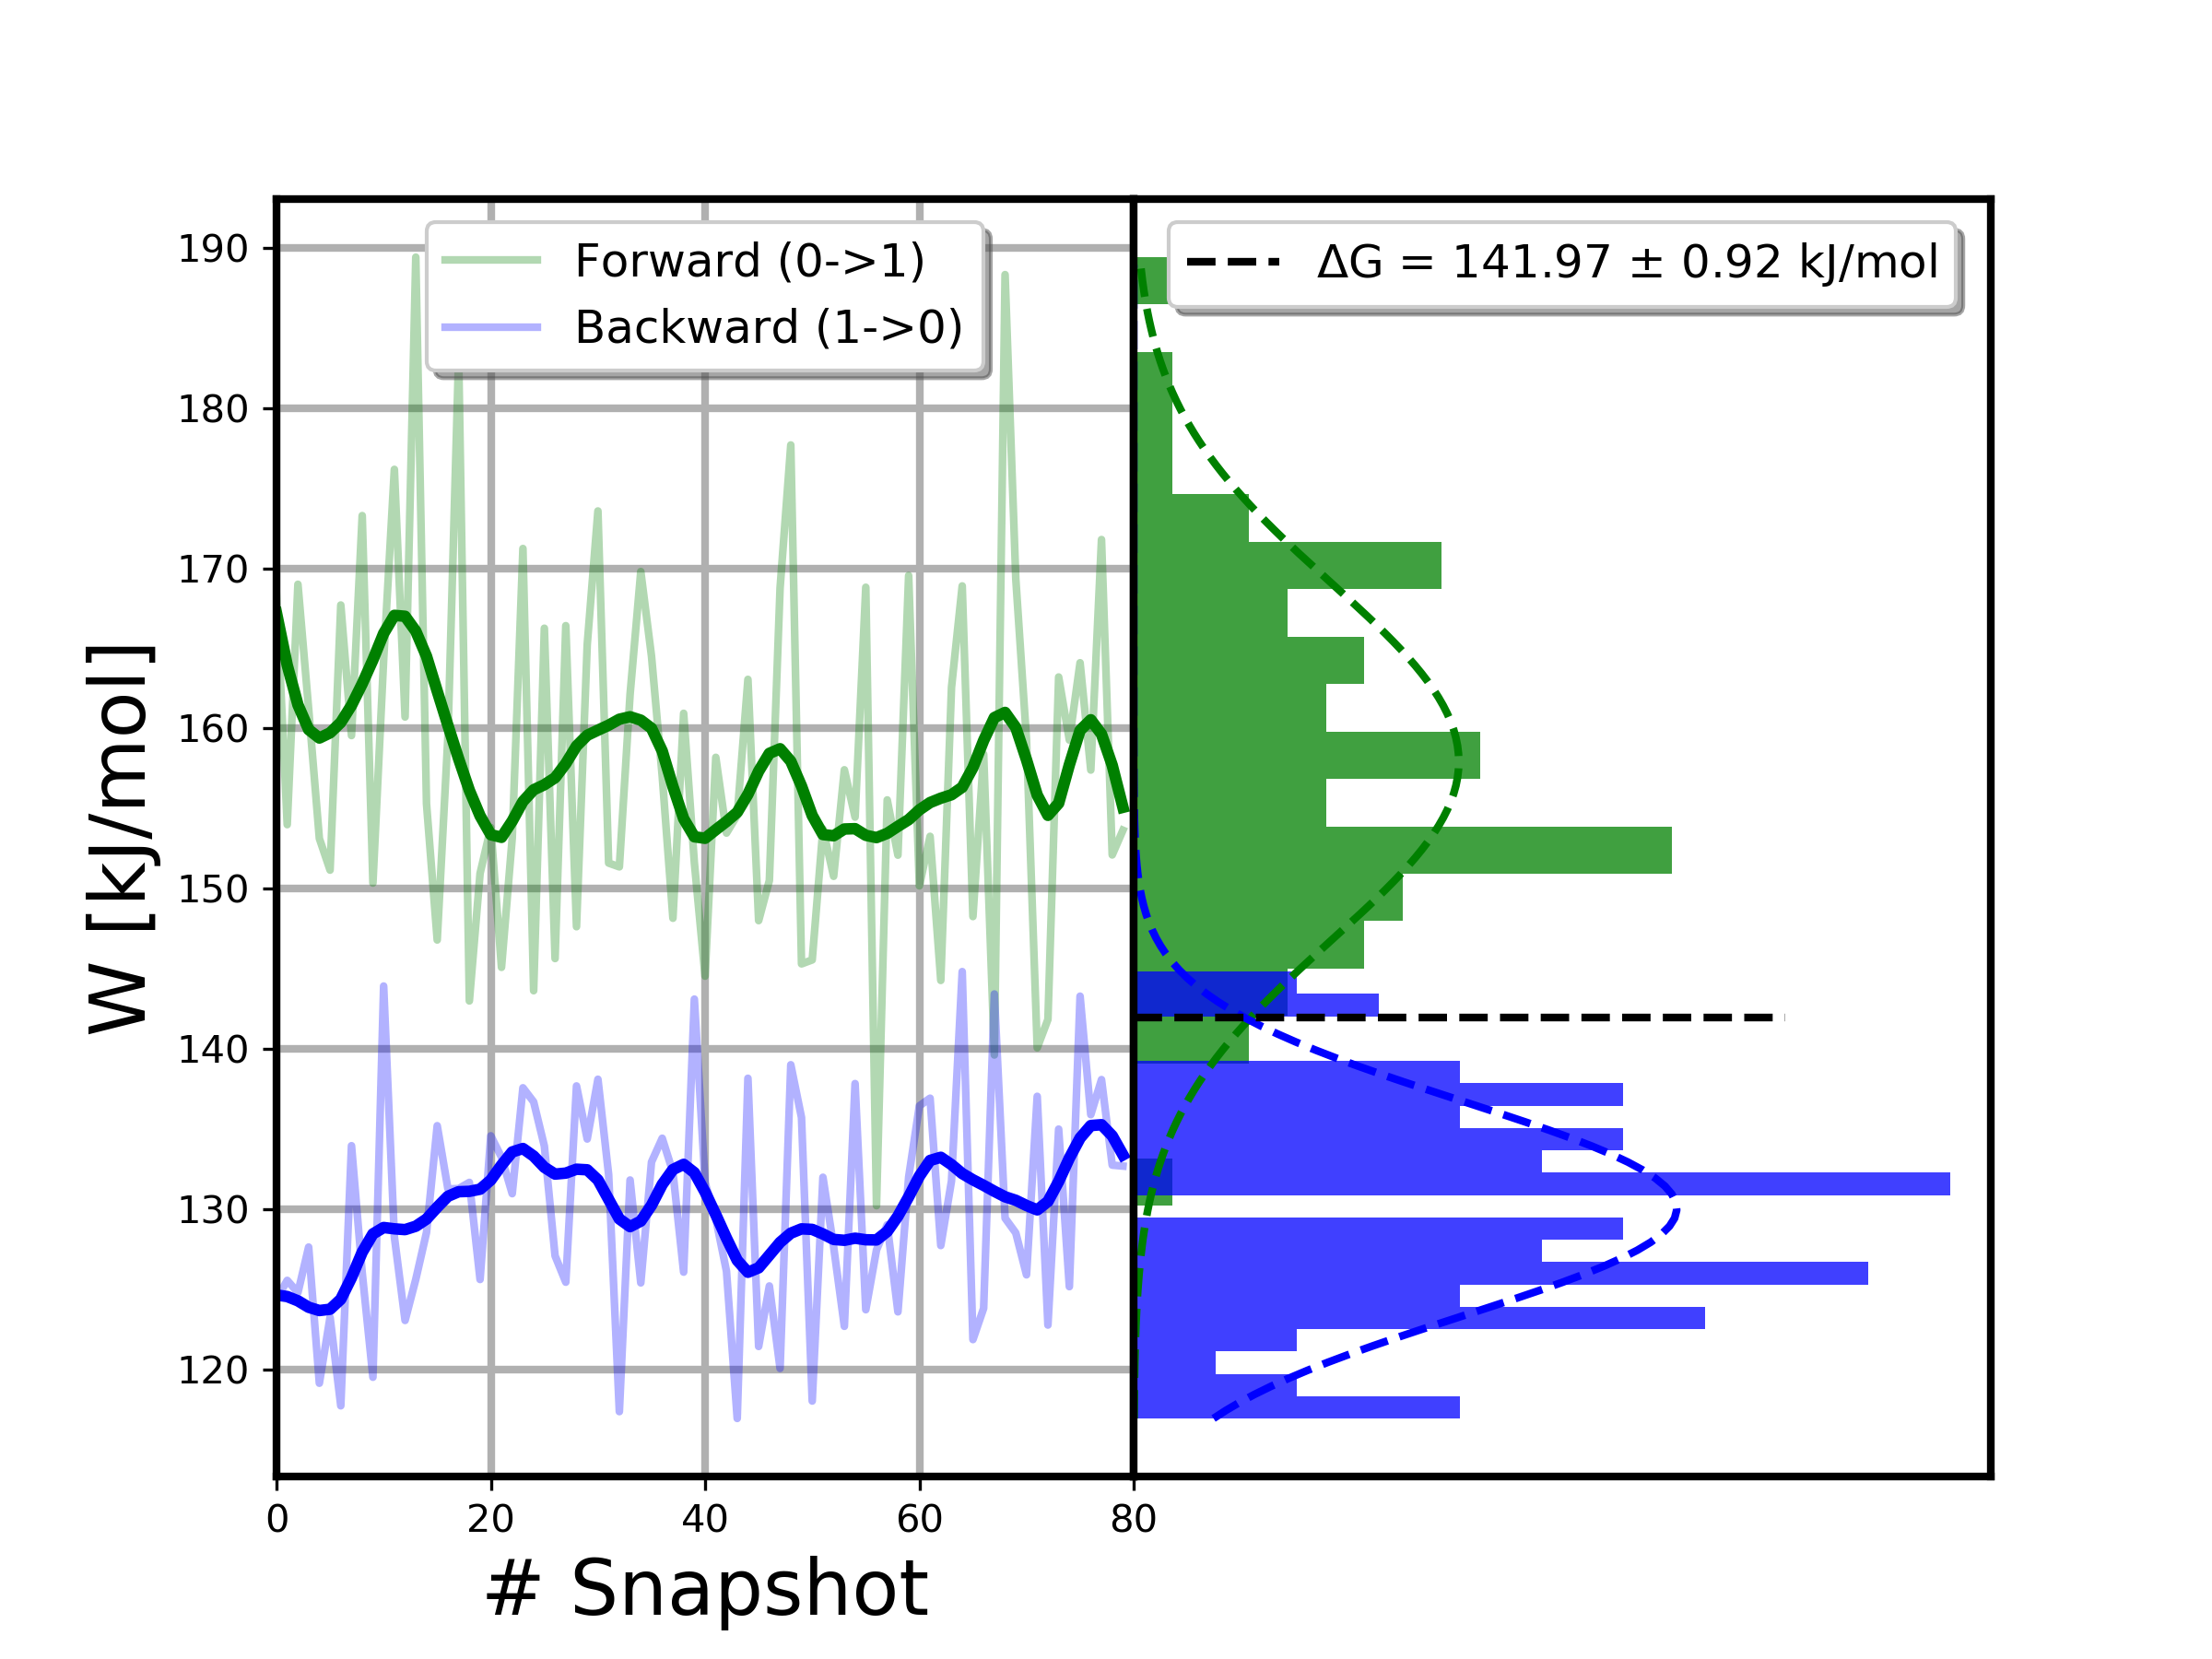 Forward (0->1)
Backward (1->0)
ΔG = 141.97 ± 0.92 kJ/mol
W [kJ/mol]
190
180
170
160
150
140
130
120
0 20 40 60 80
# Snapshot